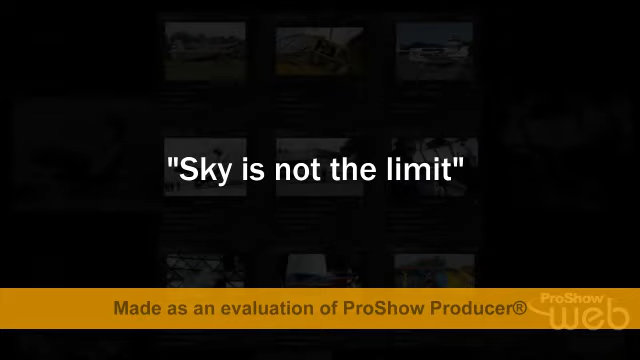 "Sky is not the limit"
Made as an evaluation of ProShow Producer®
ProShow
web